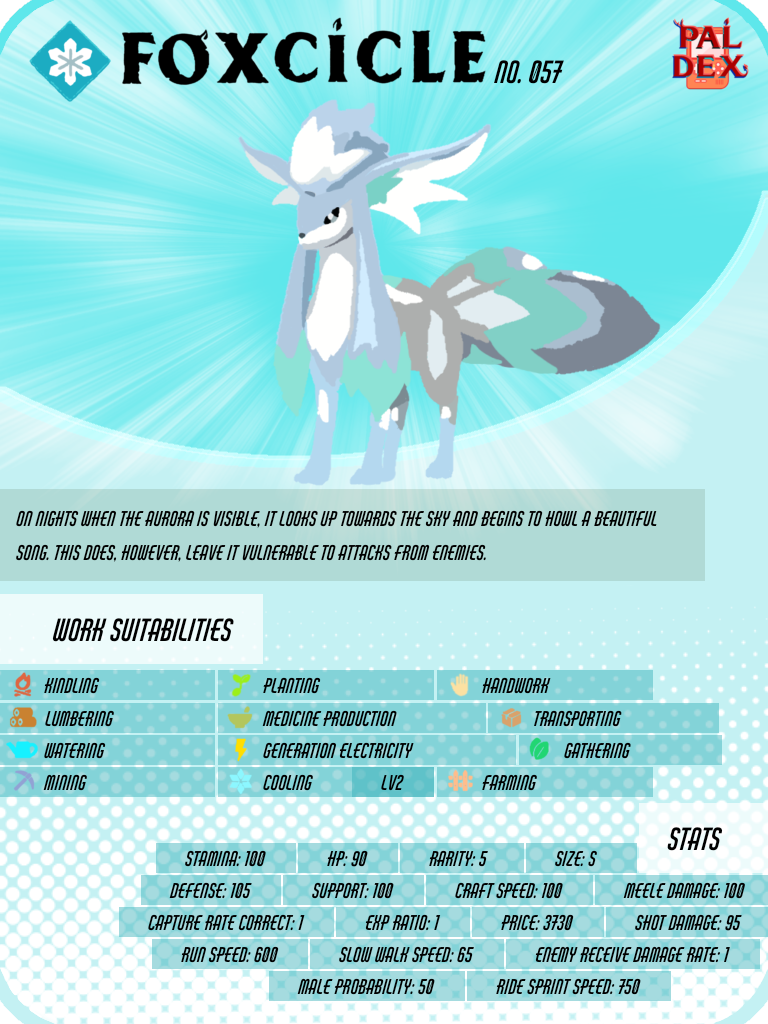 FOXCICLE NO. 057
PAL
DEX
ON NIGHTS WHEN THE AURORA IS VISIBLE, IT LOOKS UP TOWARDS THE SKY AND BEGINS TO HOWL A BEAUTIFUL
SONG. THIS DOES, HOWEVER, LEAVE IT VULNERABLE TO ATTACKS FROM ENEMIES.
WORK SUITABILITIES
KINDLING PLANTING HANDWORK
LUMBERING MEDICINE PRODUCTION TRANSPORTING
WATERING GENERATION ELECTRICITY GATHERING
MINING COOLING LV2 FARMING
STATS
STAMINA: 100 HP: 90 RARITY: 5 SIZE: S
DEFENSE: 105 SUPPORT: 100 CRAFT SPEED: 100 MEELE DAMAGE: 100
CAPTURE RATE CORRECT: 1 EXP RATIO: 1 PRICE: 3730 SHOT DAMAGE: 95
RUN SPEED: 600 SLOW WALK SPEED: 65 ENEMY RECEIVE DAMAGE RATE: 1
MALE PROBABILITY: 50 RIDE SPRINT SPEED: 750